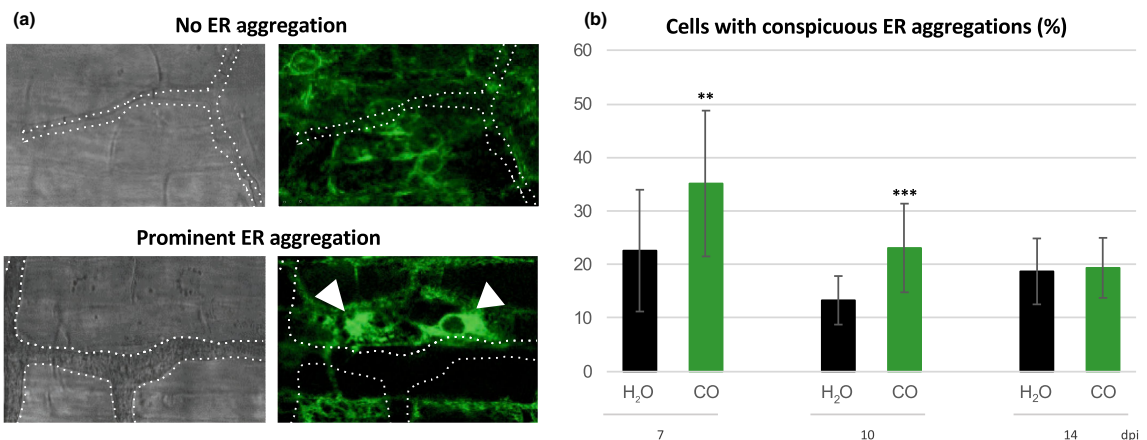 (a)
No ER aggregation
Prominent ER aggregation
(b)
Cells with conspicuous ER aggregations (%)
60
50
40
30
20
10
0
**
***
H₂O CO H₂O CO H₂O CO
7 10 14 dpi